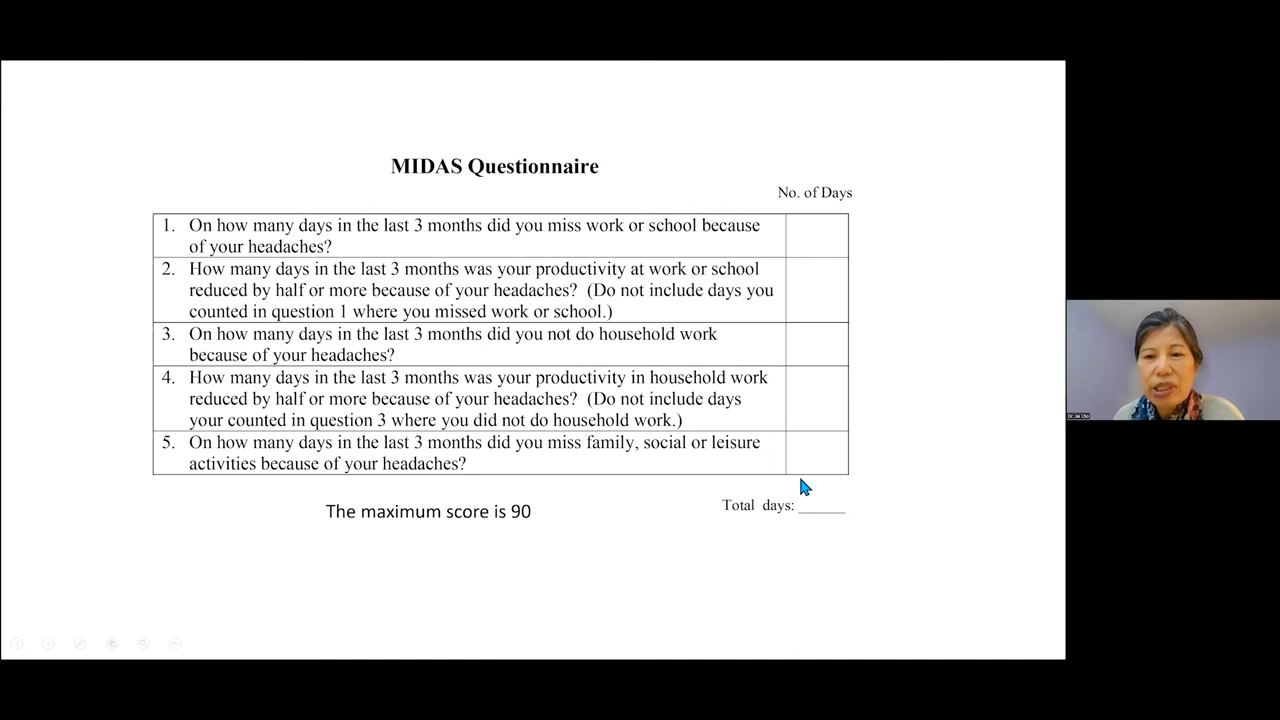 MIDAS Questionnaire
No. of Days
1. On how many days in the last 3 months did you miss work or school because
of your headaches?
2. How many days in the last 3 months was your productivity at work or school
reduced by half or more because of your headaches? (Do not include days you
counted in question 1 where you missed work or school.)
3. On how many days in the last 3 months did you not do household work
because of your headaches?
4. How many days in the last 3 months was your productivity in household work
reduced by half or more because of your headaches? (Do not include days
your counted in question 3 where you did not do household work.)
5. On how many days in the last 3 months did you miss family, social or leisure
activities because of your headaches?
The maximum score is 90
Total days: ______